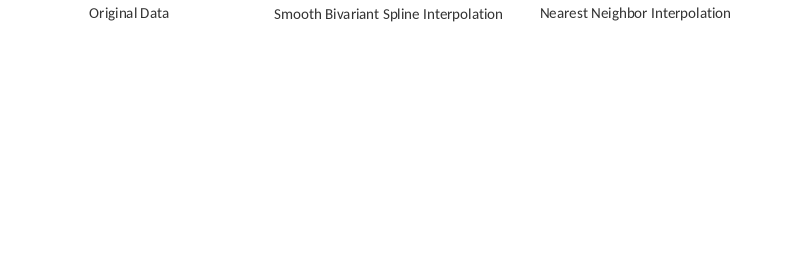 Original Data
Smooth Bivariant Spline Interpolation
Nearest Neighbor Interpolation